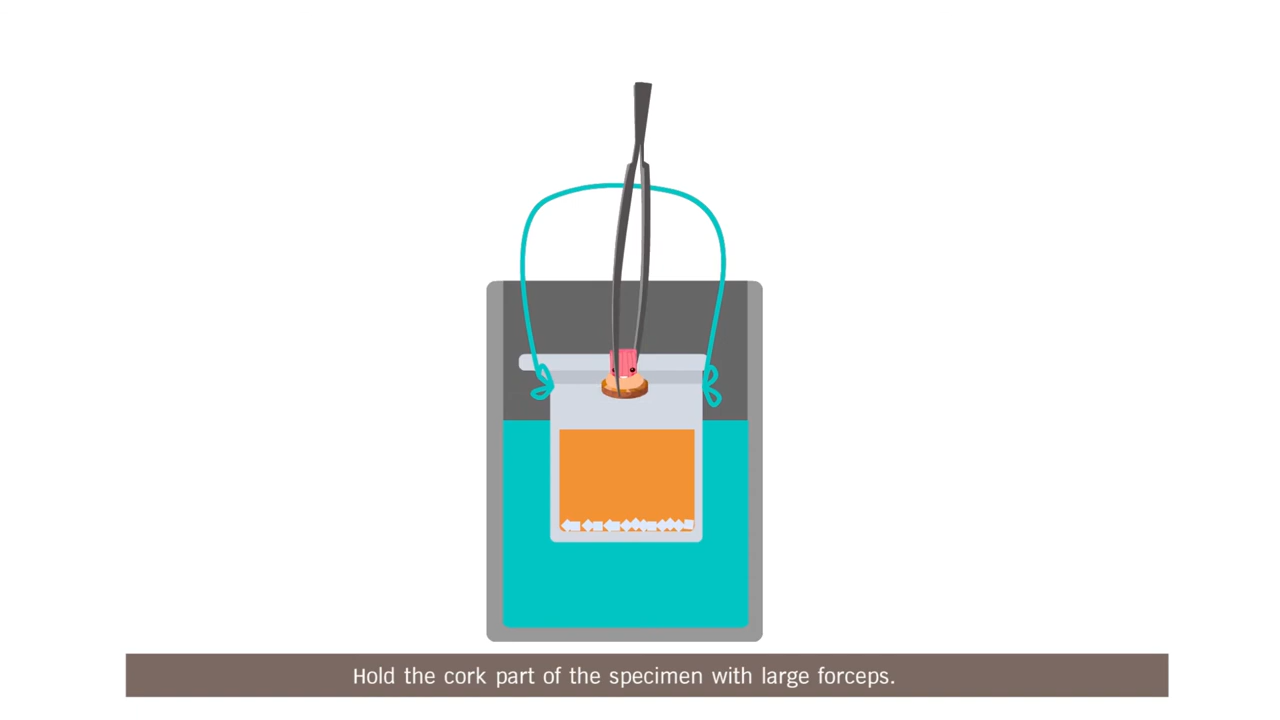 Hold the cork part of the specimen with large forceps.